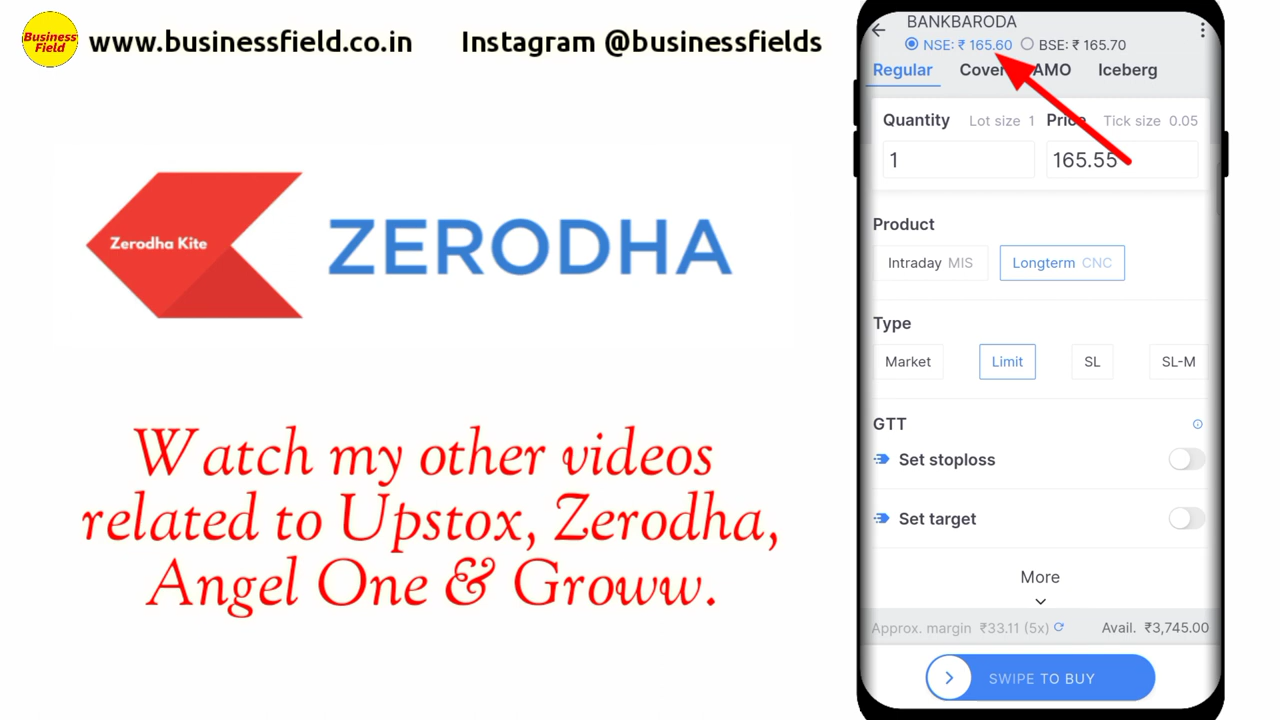 Business
Field
www.businessfield.co.in
Instagram @businessfields
Zerodha Kite
ZERODHA
Watch my other videos
related to Upstox, Zerodha,
Angel One & Groww.
BANKBARODA
NSE: ₹ 165.60 BSE: ₹ 165.70
Regular Cover AMO Iceberg
Quantity Lot size 1 Price Tick size 0.05
1 165.55
Product
Intraday MIS Longterm CNC
Type
Market Limit SL SL-M
GTT
Set stoploss
Set target
More
Approx. margin ₹33.11 (5x) Avail. ₹3,745.00
SWIPE TO BUY